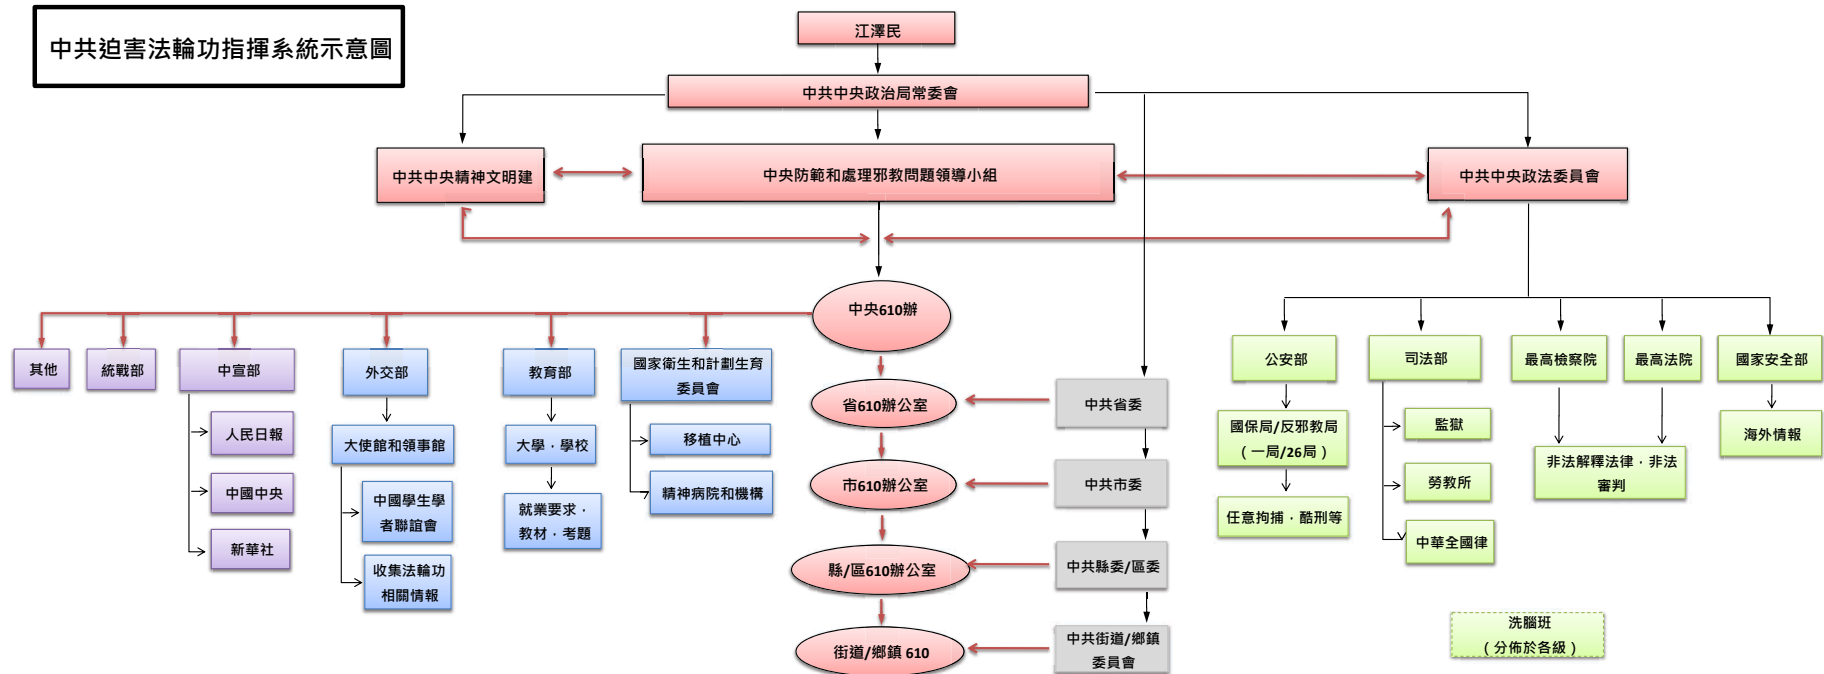 中共迫害法輪功指揮系統示意圖
江澤民
中共中央政治局常委會
中共中央精神文明建
中央防範和處理邪教問題領導小組
中共中央政法委員會
中央610辦
其他
統戰部
中宣部
外交部
教育部
國家衛生和計劃生育
委員會
公安部
司法部
最高檢察院
最高法院
國家安全部
省610辦公室
中共省委
人民日報
大使館和領事館
大學．學校
移植中心
國保局/反邪教局
（一局/26局）
監獄
海外情報
中國中央
中國學生學
者聯誼會
就業要求．
教材．考題
精神病院和機構
市610辦公室
中共市委
任意拘捕．酷刑等
勞教所
非法解釋法律．非法
審判
新華社
收集法輪功
相關情報
縣/區610辦公室
中共縣委/區委
中華全國律
街道/鄉鎮 610
中共街道/鄉鎮
委員會
洗腦班
（分佈於各級）